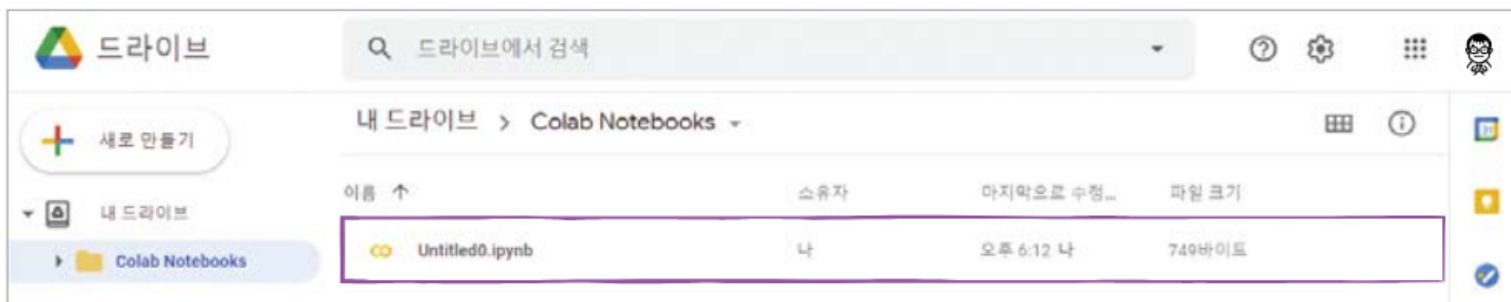 드라이브
드라이브에서 검색
새로 만들기
내 드라이브 > Colab Notebooks
이름 ↑ 소유자 마지막으로 수정... 파일 크기
내 드라이브
Colab Notebooks
Untitled0.ipynb 나 오후 6:12 나 749바이트